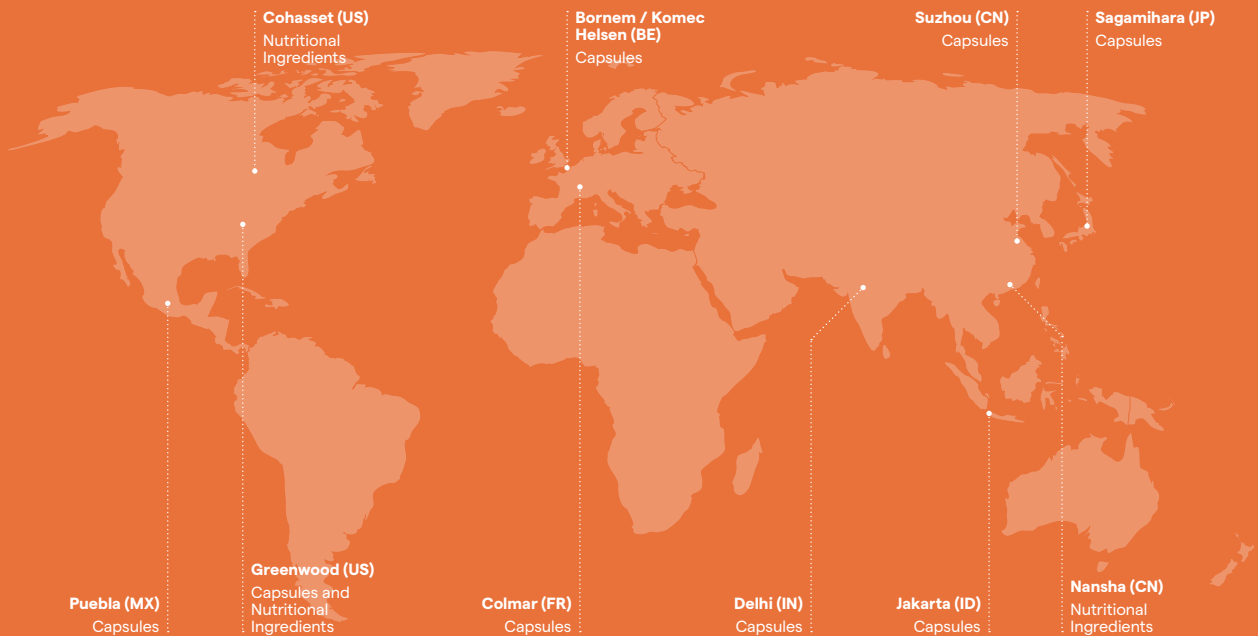 Cohasset (US)
Nutritional
Ingredients
Bornem / Komec
Helsen (BE)
Capsules
Suzhou (CN)
Capsules
Sagamihara (JP)
Capsules
Puebla (MX)
Capsules
Greenwood (US)
Capsules and
Nutritional
Ingredients
Colmar (FR)
Capsules
Delhi (IN)
Capsules
Jakarta (ID)
Capsules
Nansha (CN)
Nutritional
Ingredients